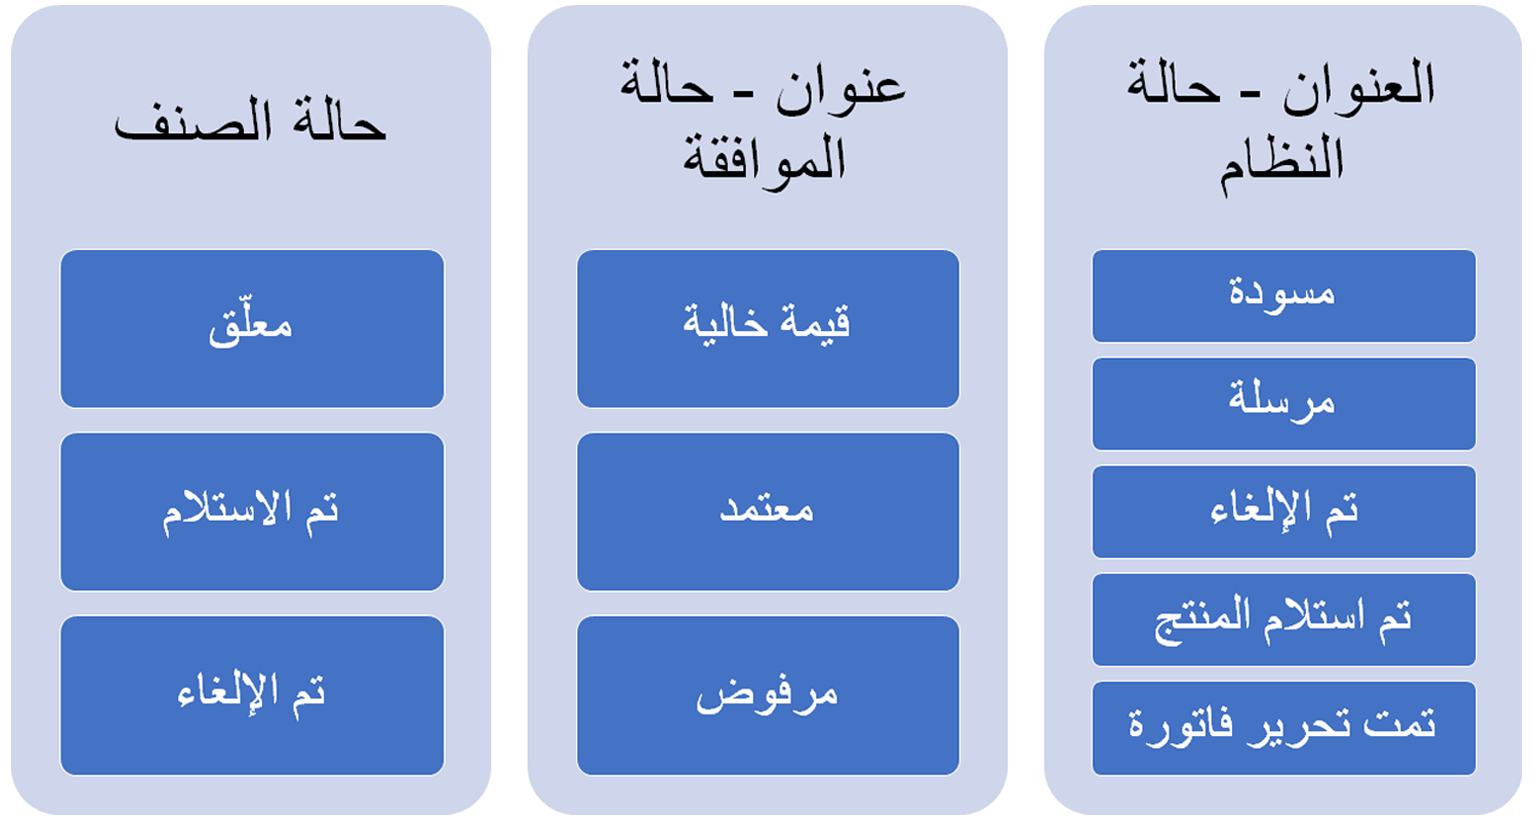 العنوان - حالة
النظام
مسودة
مرسلة
تم الإلغاء
تم استلام المنتج
تمت تحرير فاتورة
عنوان - حالة
الموافقة
قيمة خالية
معتمد
مرفوض
حالة الصنف
معلّق
تم الاستلام
تم الإلغاء